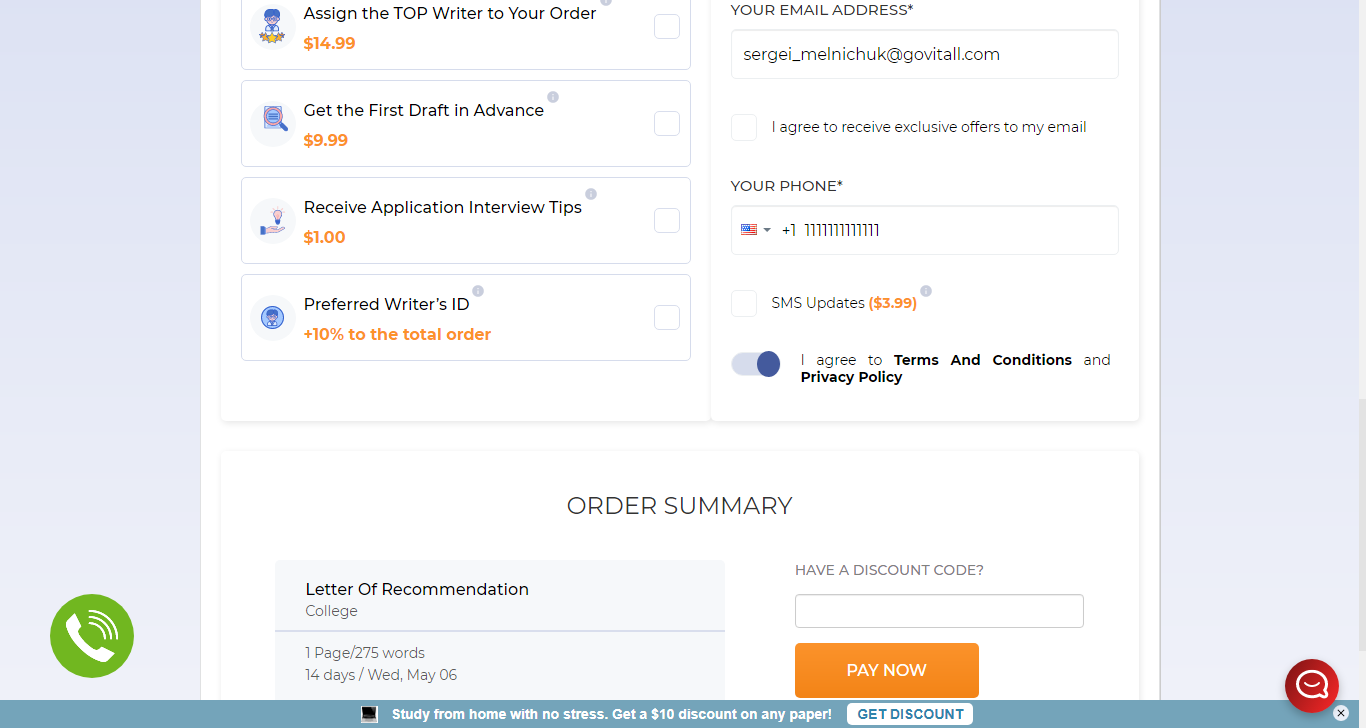 Assign the TOP Writer to Your Order
$14.99
Get the First Draft in Advance
$9.99
Receive Application Interview Tips
$1.00
Preferred Writer’s ID
+10% to the total order
YOUR EMAIL ADDRESS*
sergei_melnichuk@govitall.com
I agree to receive exclusive offers to my email
YOUR PHONE*
+1 1111111111111
SMS Updates ($3.99)
I agree to Terms And Conditions and
Privacy Policy
ORDER SUMMARY
Letter Of Recommendation
College
1 Page/275 words
14 days / Wed, May 06
HAVE A DISCOUNT CODE?
PAY NOW
Study from home with no stress. Get a $10 discount on any paper!
GET DISCOUNT